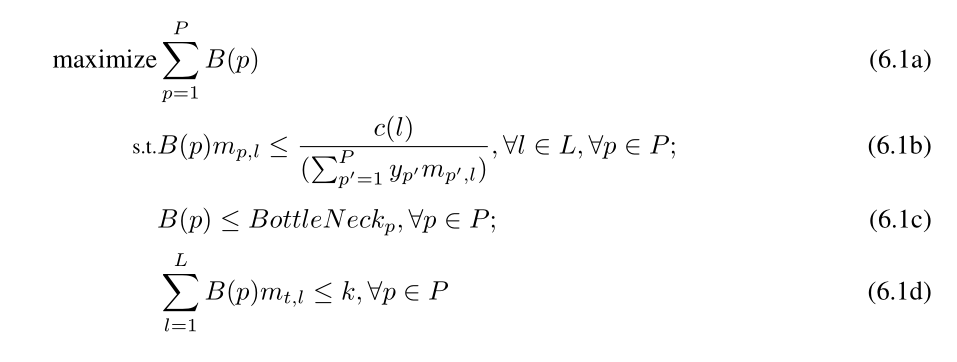 maximize \sum_{p=1}^{P} B(p) (6.1a)
s.t. B(p)m_{p,l} \leq \frac{c(l)}{(\sum_{p'=1}^{P} y_{p'} m_{p',l})}, \forall l \in L, \forall p \in P; (6.1b)
B(p) \leq BottleNeck_p, \forall p \in P; (6.1c)
\sum_{l=1}^{L} B(p)m_{t,l} \leq k, \forall p \in P (6.1d)